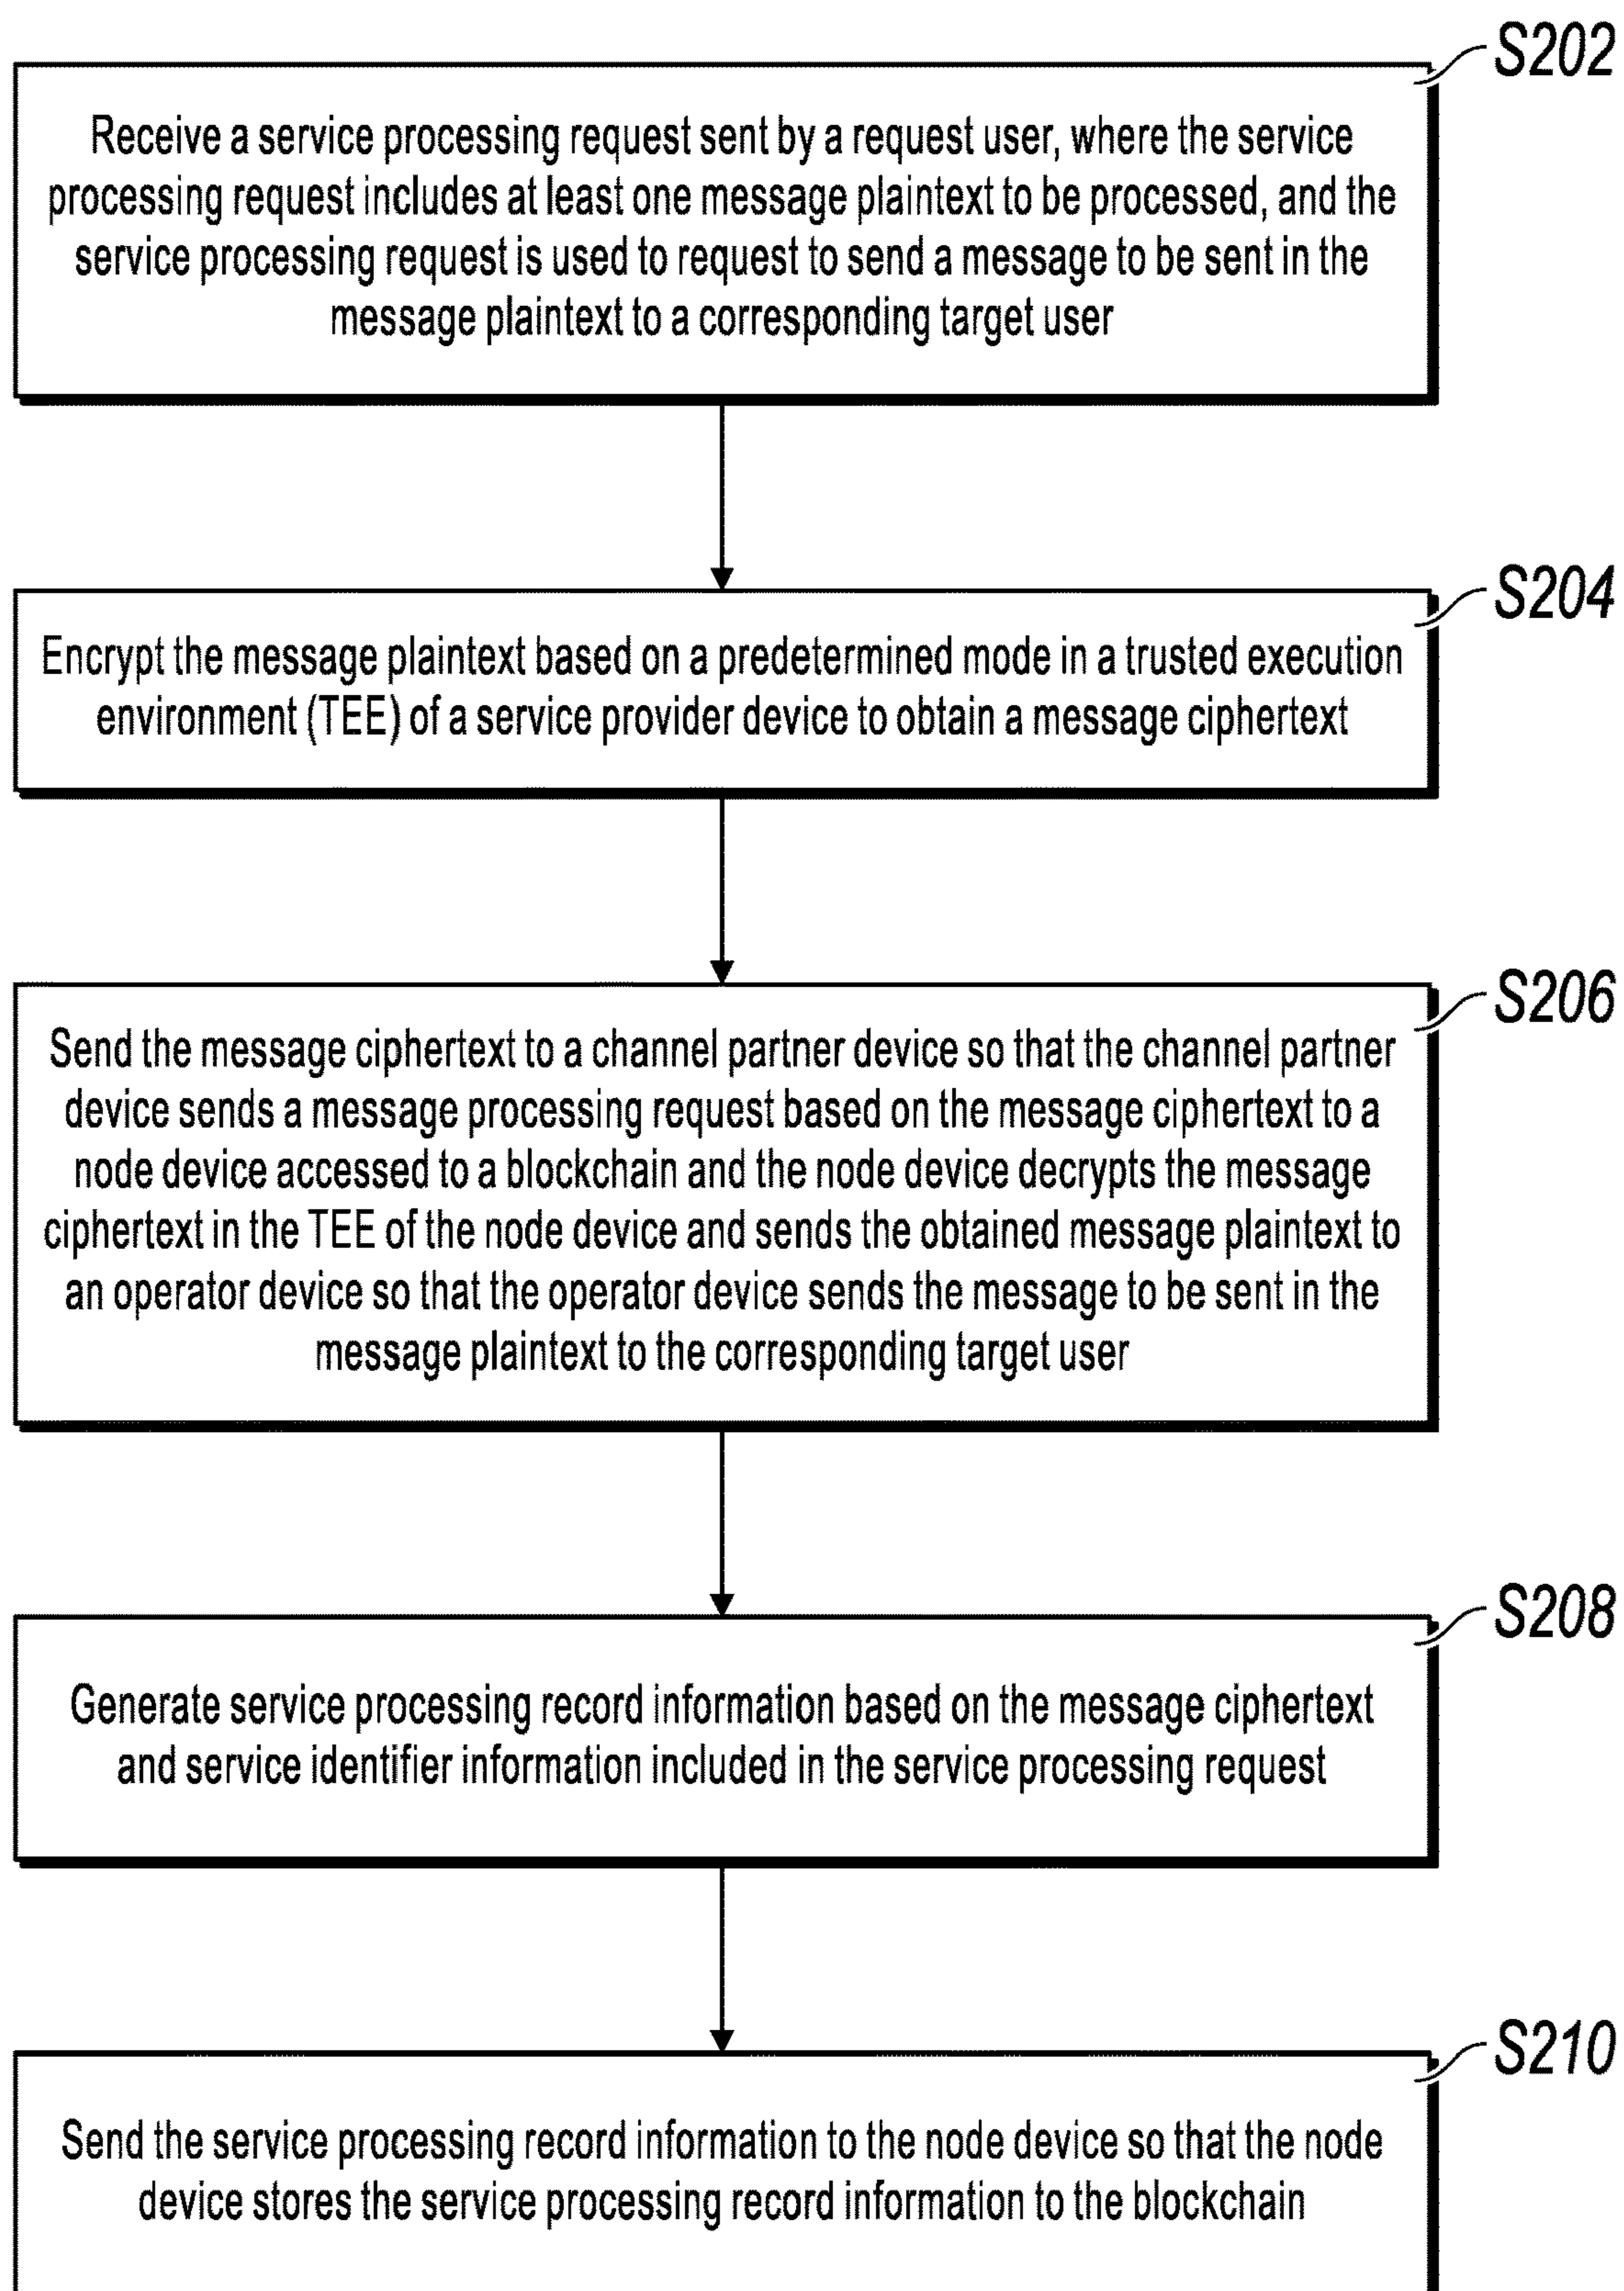 S202
Receive a service processing request sent by a request user, where the service
processing request includes at least one message plaintext to be processed, and the
service processing request is used to request to send a message to be sent in the
message plaintext to a corresponding target user
S204
Encrypt the message plaintext based on a predetermined mode in a trusted execution
environment (TEE) of a service provider device to obtain a message ciphertext
S206
Send the message ciphertext to a channel partner device so that the channel partner
device sends a message processing request based on the message ciphertext to a
node device accessed to a blockchain and the node device decrypts the message
ciphertext in the TEE of the node device and sends the obtained message plaintext to
an operator device so that the operator device sends the message to be sent in the
message plaintext to the corresponding target user
S208
Generate service processing record information based on the message ciphertext
and service identifier information included in the service processing request
S210
Send the service processing record information to the node device so that the node
device stores the service processing record information to the blockchain